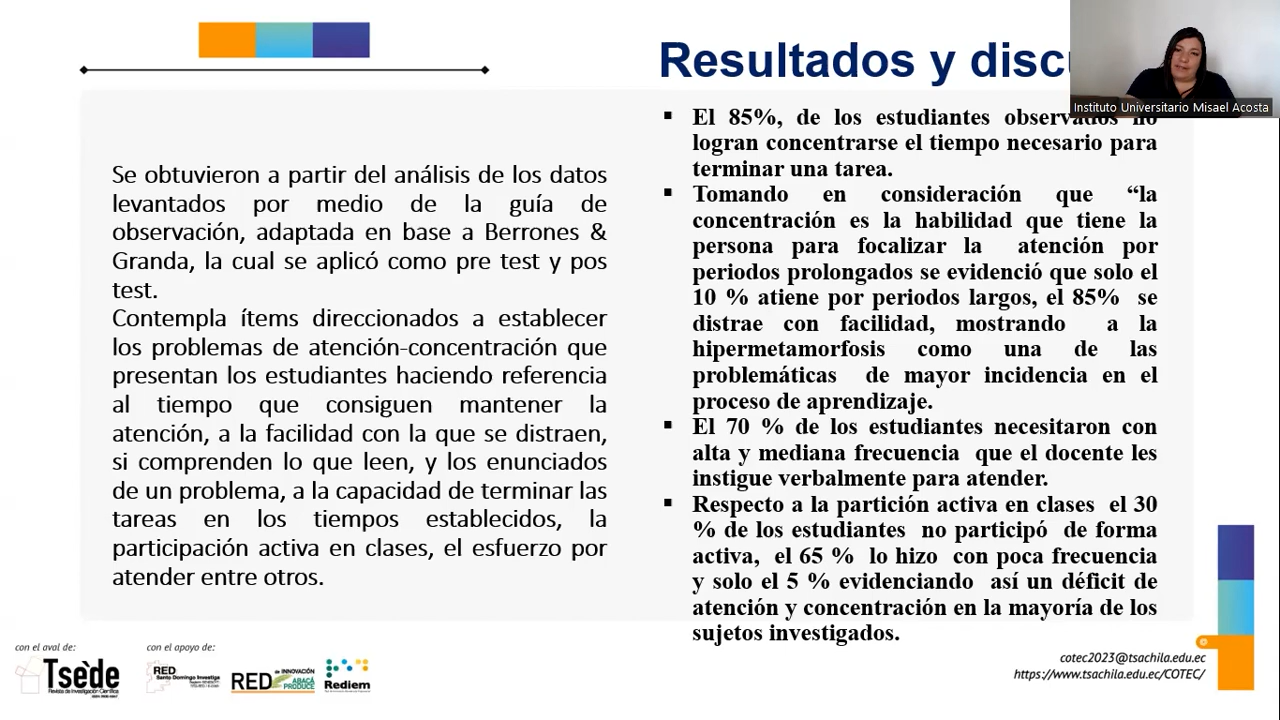 Resultados y disc
Instituto Universitario Misael Acosta
Se obtuvieron a partir del análisis de los datos
levantados por medio de la guía de
observación, adaptada en base a Berrones &
Granda, la cual se aplicó como pre test y pos
test.
Contempla ítems direccionados a establecer
los problemas de atención-concentración que
presentan los estudiantes haciendo referencia
al tiempo que consiguen mantener la
atención, a la facilidad con la que se distraen,
si comprenden lo que leen, y los enunciados
de un problema, a la capacidad de terminar las
tareas en los tiempos establecidos, la
participación activa en clases, el esfuerzo por
atender entre otros.
▪ El 85%, de los estudiantes observados no
logran concentrarse el tiempo necesario para
terminar una tarea.
▪ Tomando en consideración que “la
concentración es la habilidad que tiene la
persona para focalizar la atención por
periodos prolongados se evidenció que solo el
10 % atiene por periodos largos, el 85% se
distrae con facilidad, mostrando a la
hipermetamorfosis como una de las
problemáticas de mayor incidencia en el
proceso de aprendizaje.
▪ El 70 % de los estudiantes necesitaron con
alta y mediana frecuencia que el docente les
instigue verbalmente para atender.
▪ Respecto a la partición activa en clases el 30
% de los estudiantes no participó de forma
activa, el 65 % lo hizo con poca frecuencia
y solo el 5 % evidenciando así un déficit de
atención y concentración en la mayoría de los
sujetos investigados.
con el aval de:
Tsède
Revista de Investigación Científica
con el apoyo de:
RED
Santo Domingo Investiga
RED DE INNOVACIÓN
ABACÁ
PRODUCE
Rediem
cotec2023@tsachila.edu.ec
https://www.tsachila.edu.ec/COTEC/